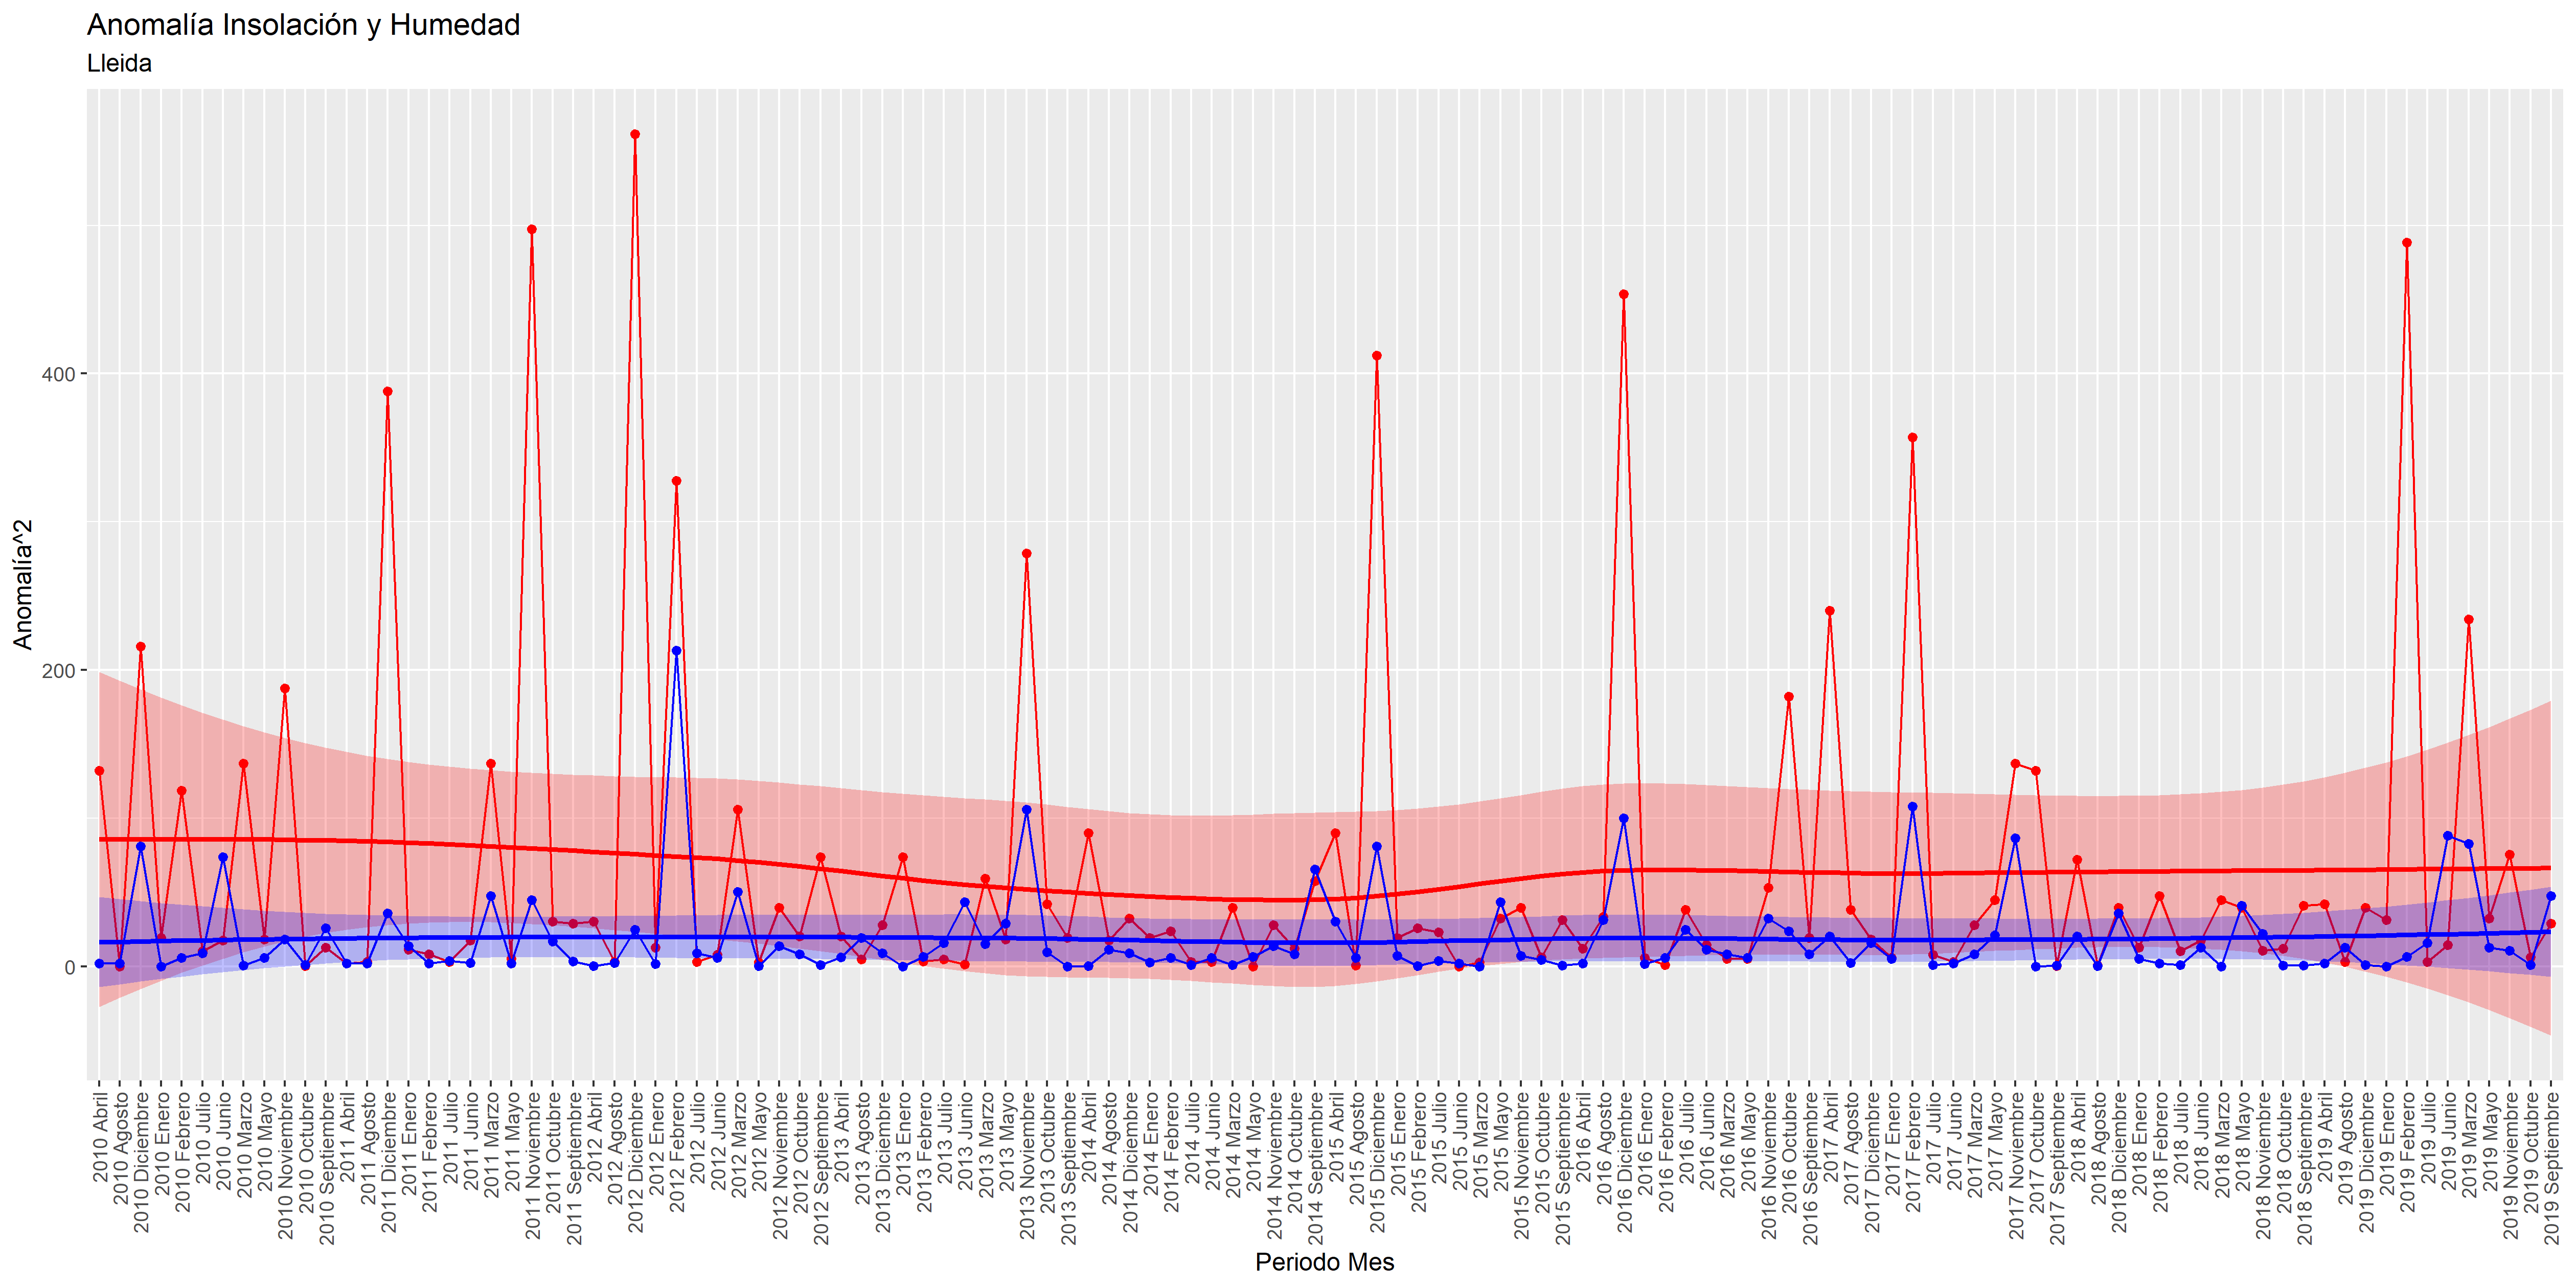 Anomalía Insolación y Humedad
Lleida
Anomalía^2
400
200
0
2010 Abril
2010 Agosto
2010 Diciembre
2010 Enero
2010 Febrero
2010 Julio
2010 Junio
2010 Marzo
2010 Mayo
2010 Noviembre
2010 Octubre
2010 Septiembre
2011 Abril
2011 Agosto
2011 Diciembre
2011 Enero
2011 Febrero
2011 Julio
2011 Junio
2011 Marzo
2011 Mayo
2011 Noviembre
2011 Octubre
2011 Septiembre
2012 Abril
2012 Agosto
2012 Diciembre
2012 Enero
2012 Febrero
2012 Julio
2012 Junio
2012 Marzo
2012 Mayo
2012 Noviembre
2012 Octubre
2012 Septiembre
2013 Abril
2013 Agosto
2013 Diciembre
2013 Enero
2013 Febrero
2013 Julio
2013 Junio
2013 Marzo
2013 Mayo
2013 Noviembre
2013 Octubre
2013 Septiembre
2014 Abril
2014 Agosto
2014 Diciembre
2014 Enero
2014 Febrero
2014 Julio
2014 Junio
2014 Marzo
2014 Mayo
2014 Noviembre
2014 Octubre
2014 Septiembre
2015 Abril
2015 Agosto
2015 Diciembre
2015 Enero
2015 Febrero
2015 Julio
2015 Junio
2015 Marzo
2015 Mayo
2015 Noviembre
2015 Octubre
2015 Septiembre
2016 Abril
2016 Agosto
2016 Diciembre
2016 Enero
2016 Febrero
2016 Julio
2016 Junio
2016 Marzo
2016 Mayo
2016 Noviembre
2016 Octubre
2016 Septiembre
2017 Abril
2017 Agosto
2017 Diciembre
2017 Enero
2017 Febrero
2017 Julio
2017 Junio
2017 Marzo
2017 Mayo
2017 Noviembre
2017 Octubre
2017 Septiembre
2018 Abril
2018 Agosto
2018 Diciembre
2018 Enero
2018 Febrero
2018 Julio
2018 Junio
2018 Marzo
2018 Mayo
2018 Noviembre
2018 Octubre
2018 Septiembre
2019 Abril
2019 Agosto
2019 Diciembre
2019 Enero
2019 Febrero
2019 Julio
2019 Junio
2019 Marzo
2019 Mayo
2019 Noviembre
2019 Octubre
2019 Septiembre
Periodo Mes